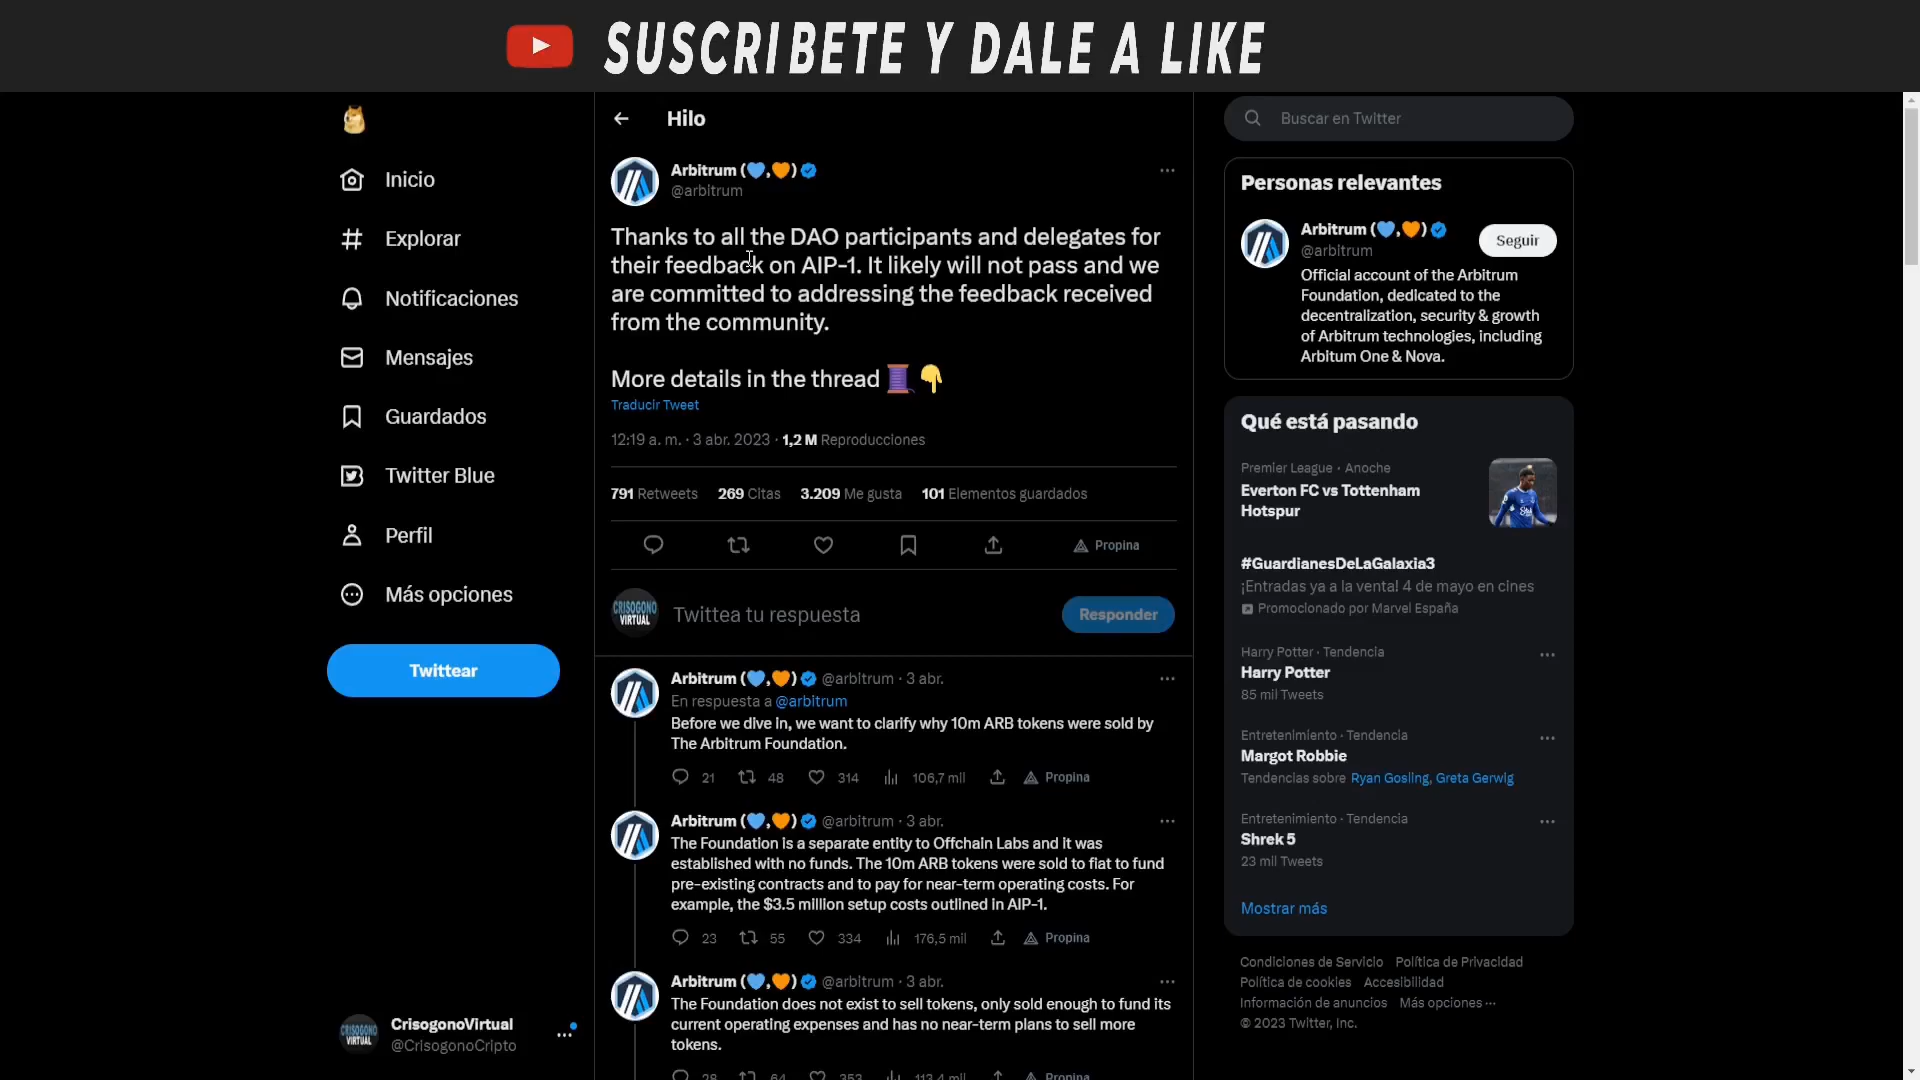 SUSCRIBETE Y DALE A LIKE
Inicio
Explorar
Notificaciones
Mensajes
Guardados
Twitter Blue
Perfil
Más opciones
Twittear
CRISOGONO
VIRTUAL
CrisogonoVirtual
@CrisogonoCripto
Hilo
Arbitrum (💙,🧡)
@arbitrum
Thanks to all the DAO participants and delegates for
their feedback on AIP-1. It likely will not pass and we
are committed to addressing the feedback received
from the community.
More details in the thread 🧵👇
Traducir Tweet
12:19 a. m. · 3 abr. 2023 · 1,2 M Reproducciones
791 Retweets 269 Citas 3.209 Me gusta 101 Elementos guardados
Propina
CRISOGONO
VIRTUAL
Twittea tu respuesta
Responder
Arbitrum (💙,🧡) @arbitrum · 3 abr.
En respuesta a @arbitrum
Before we dive in, we want to clarify why 10m ARB tokens were sold by
The Arbitrum Foundation.
21 48 314 106,7 mil Propina
Arbitrum (💙,🧡) @arbitrum · 3 abr.
The Foundation is a separate entity to Offchain Labs and it was
established with no funds. The 10m ARB tokens were sold to fiat to fund
pre-existing contracts and to pay for near-term operating costs. For
example, the $3.5 million setup costs outlined in AIP-1.
23 55 334 176,5 mil Propina
Arbitrum (💙,🧡) @arbitrum · 3 abr.
The Foundation does not exist to sell tokens, only sold enough to fund its
current operating expenses and has no near-term plans to sell more
tokens.
28 64 353 113,4 mil Propina
Buscar en Twitter
Personas relevantes
Arbitrum (💙,🧡)
@arbitrum
Seguir
Official account of the Arbitrum
Foundation, dedicated to the
decentralization, security & growth
of Arbitrum technologies, including
Arbitum One & Nova.
Qué está pasando
Premier League · Anoche
Everton FC vs Tottenham
Hotspur
#GuardianesDeLaGalaxia3
¡Entradas ya a la venta! 4 de mayo en cines
Promocionado por Marvel España
Harry Potter · Tendencia
Harry Potter
85 mil Tweets
Entretenimiento · Tendencia
Margot Robbie
Tendencias sobre Ryan Gosling, Greta Gerwig
Entretenimiento · Tendencia
Shrek 5
23 mil Tweets
Mostrar más
Condiciones de Servicio Política de Privacidad
Política de cookies Accesibilidad
Información de anuncios Más opciones ···
© 2023 Twitter, Inc.